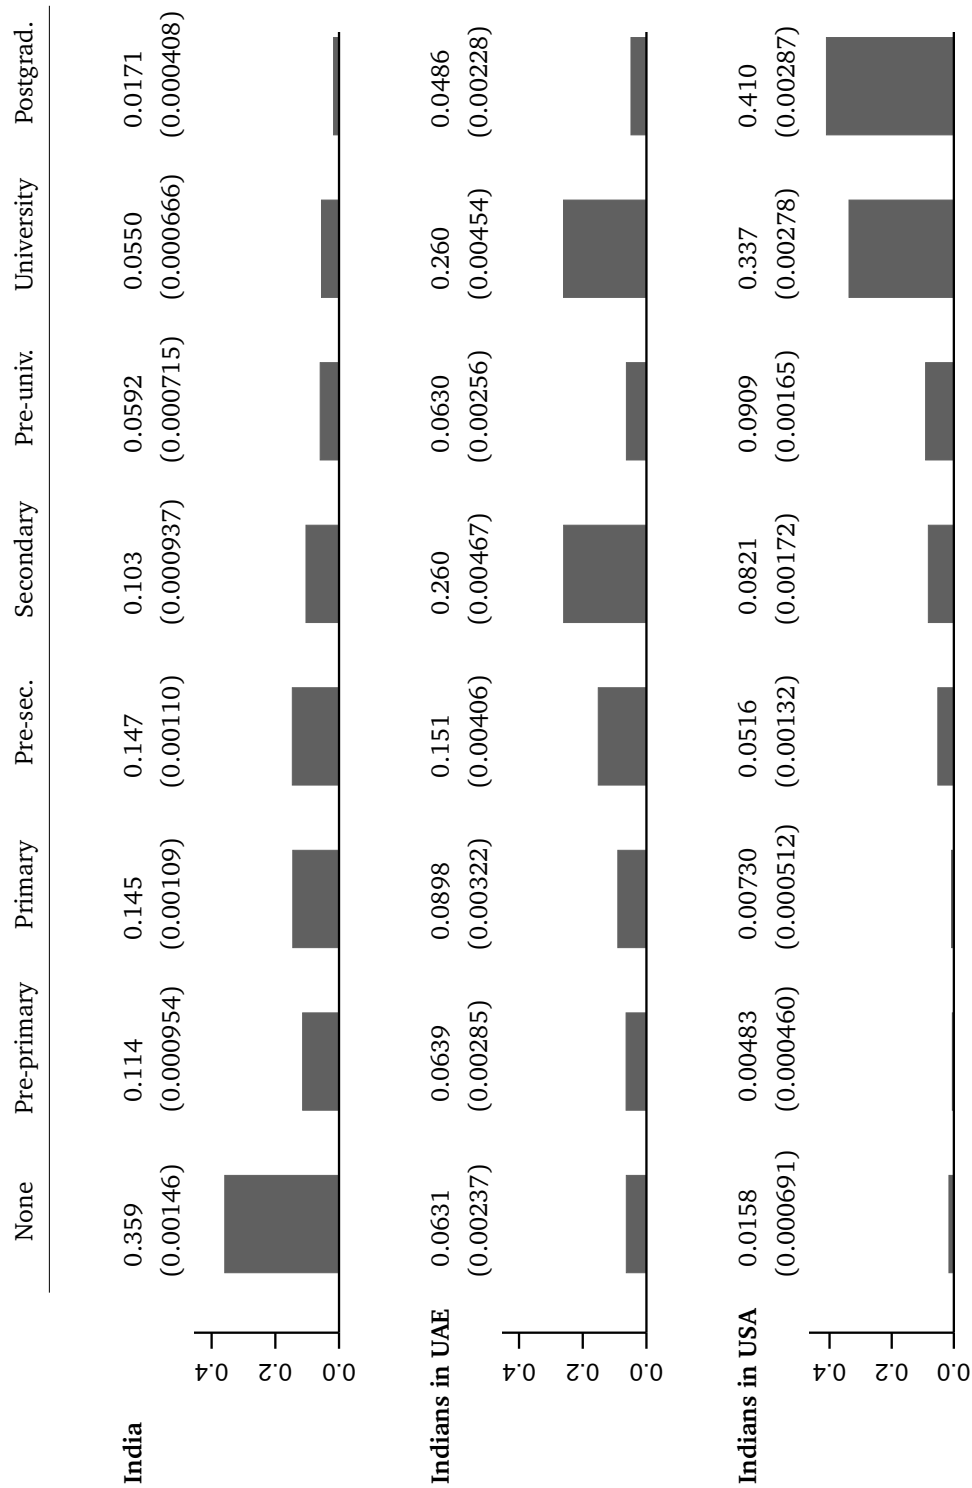 None Pre-primary Primary Pre-sec. Secondary Pre-univ. University Postgrad.
India 0.359 0.114 0.145 0.147 0.103 0.0592 0.0550 0.0171
(0.00146) (0.000954) (0.00109) (0.00110) (0.000937) (0.000715) (0.000666) (0.000408)
0.4
0.2
0.0
Indians in UAE 0.0631 0.0639 0.0898 0.151 0.260 0.0630 0.260 0.0486
(0.00237) (0.00285) (0.00322) (0.00406) (0.00467) (0.00256) (0.00454) (0.00228)
0.4
0.2
0.0
Indians in USA 0.0158 0.00483 0.00730 0.0516 0.0821 0.0909 0.337 0.410
(0.000691) (0.000460) (0.000512) (0.00132) (0.00172) (0.00165) (0.00278) (0.00287)
0.4
0.2
0.0